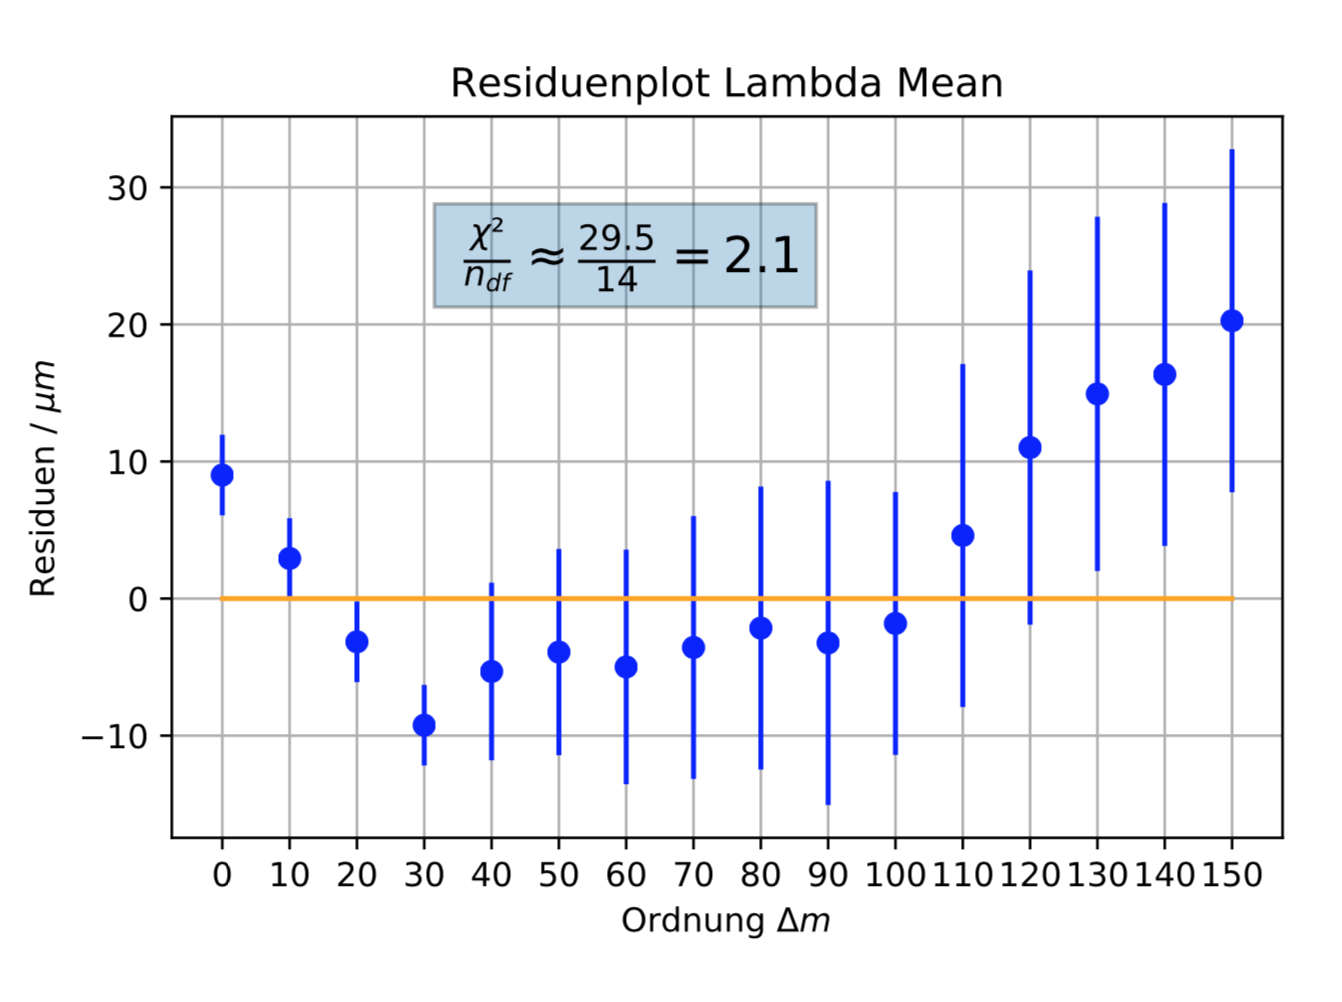 Residuenplot Lambda Mean
30
20
10
0
−10
Residuen / μm
χ²/n_df ≈ 29.5/14 = 2.1
0 10 20 30 40 50 60 70 80 90 100 110 120 130 140 150
Ordnung Δm